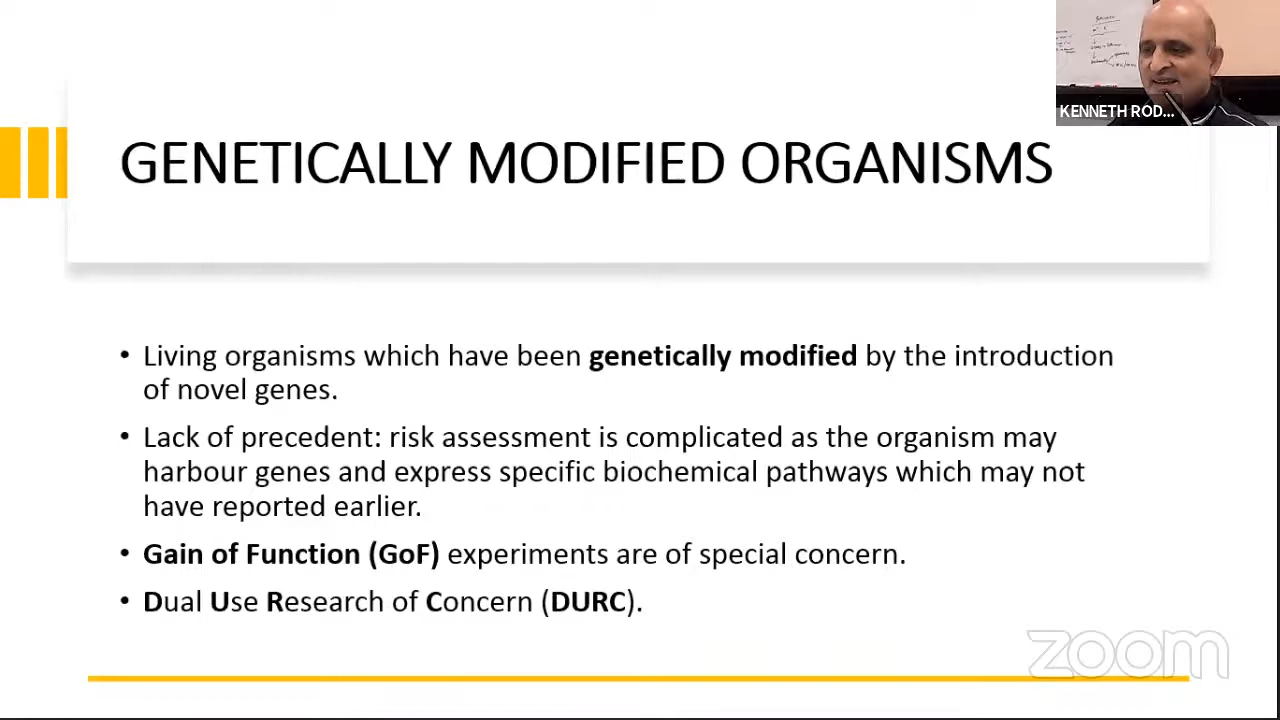 KENNETH ROD...
GENETICALLY MODIFIED ORGANISMS
• Living organisms which have been genetically modified by the introduction
of novel genes.
• Lack of precedent: risk assessment is complicated as the organism may
harbour genes and express specific biochemical pathways which may not
have reported earlier.
• Gain of Function (GoF) experiments are of special concern.
• Dual Use Research of Concern (DURC).
zoom